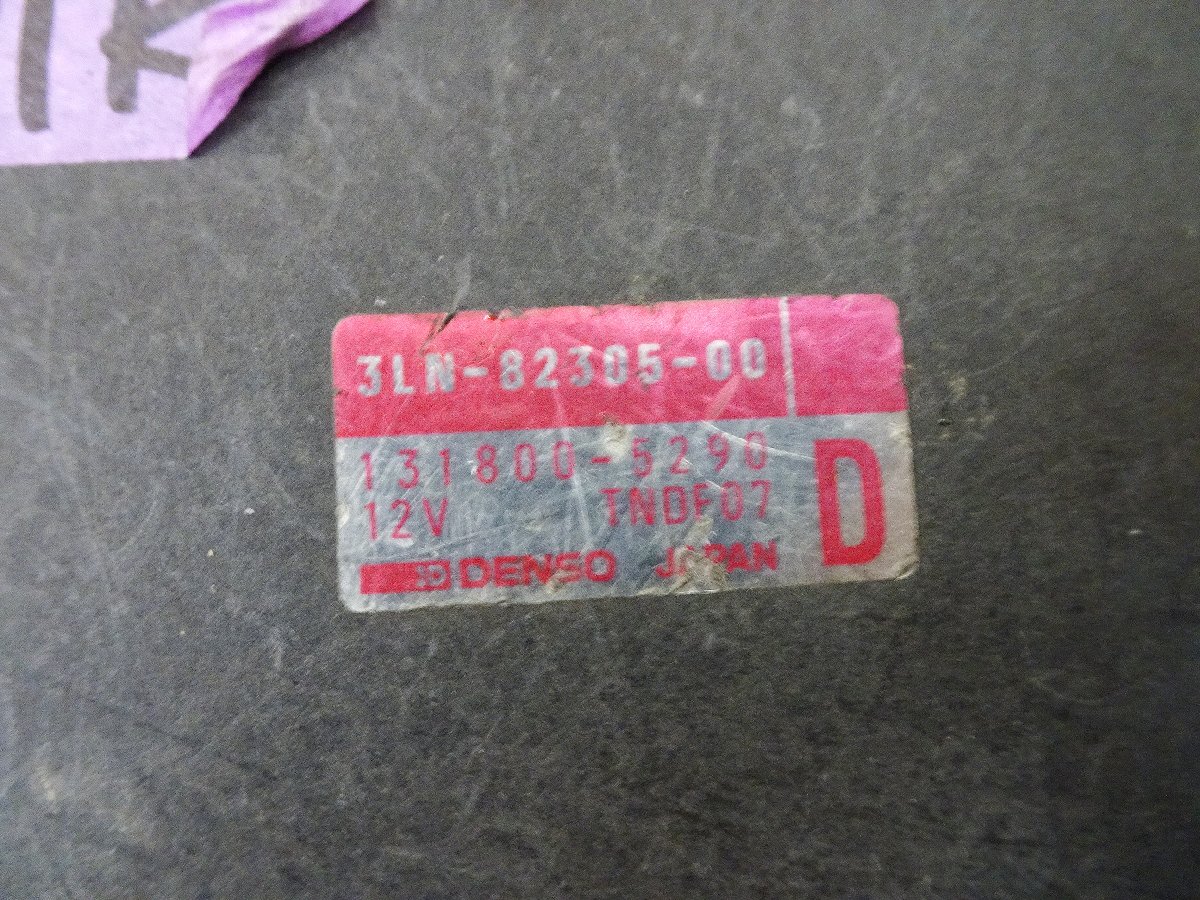 3LN-82305-00
131800-5290
12V TNDF07
D
DENSO JAPAN